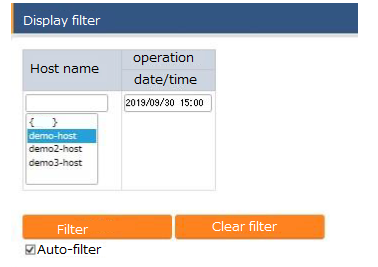 Display filter
Host name
operation
date/time
2019/09/30 15:00
{ }
demo-host
demo2-host
demo3-host
Filter
Clear filter
Auto-filter